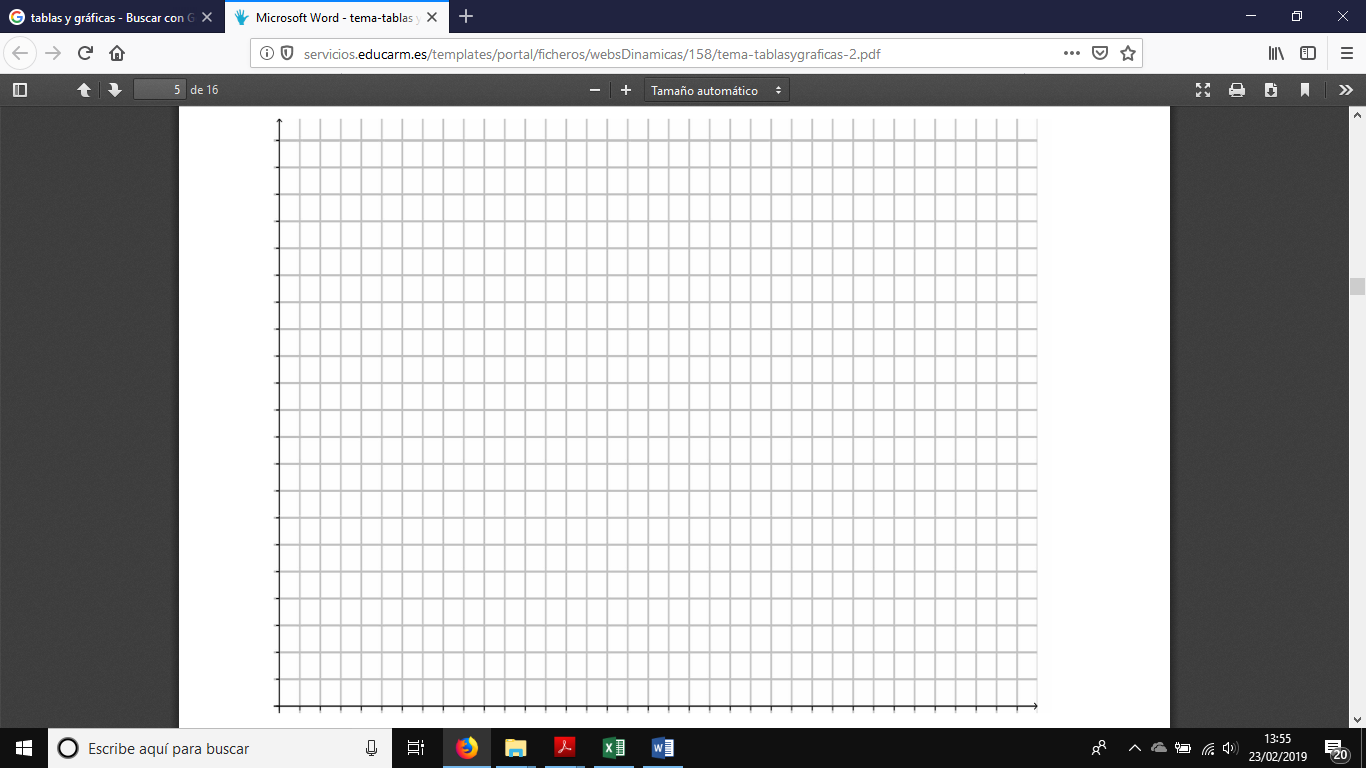 tablas y gráficas - Buscar con G
Microsoft Word - tema-tablas y
servicios.educarm.es/templates/portal/ficheros/websDinamicas/158/tema-tablasygraficas-2.pdf
5 de 16
Tamaño automático
Escribe aquí para buscar
13:55
23/02/2019
20